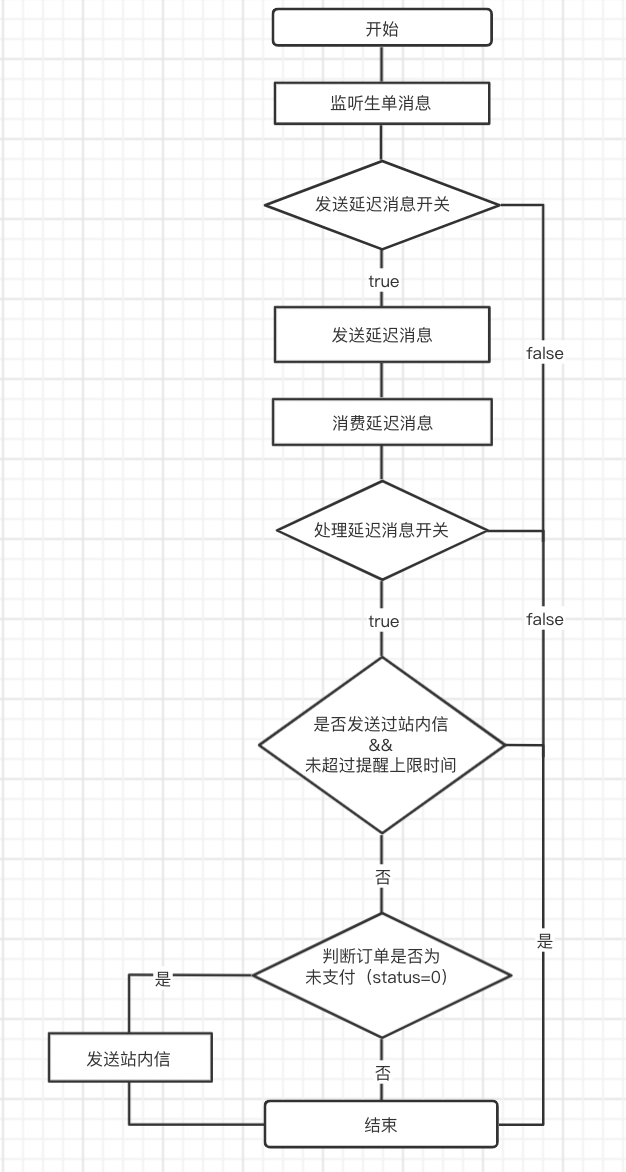 开始
监听生单消息
发送延迟消息开关
true
发送延迟消息
false
消费延迟消息
处理延迟消息开关
true
false
是否发送过站内信
&&
未超过提醒上限时间
否
是
判断订单是否为
未支付（status=0）
是
发送站内信
否
结束